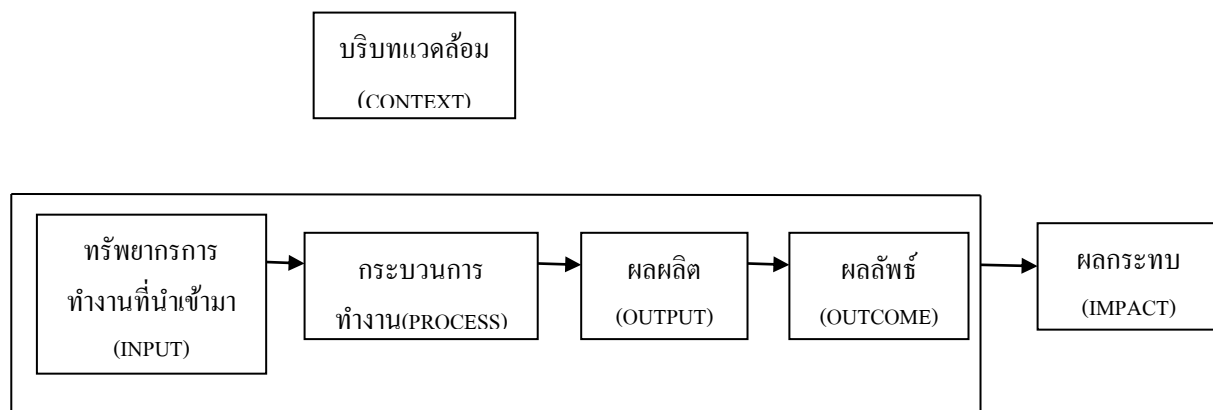 บริบทแวดล้อม
(CONTEXT)
ทรัพยากรการ
ทำงานที่นำเข้ามา
(INPUT)
กระบวนการ
ทำงาน(PROCESS)
ผลผลิต
(OUTPUT)
ผลลัพธ์
(OUTCOME)
ผลกระทบ
(IMPACT)